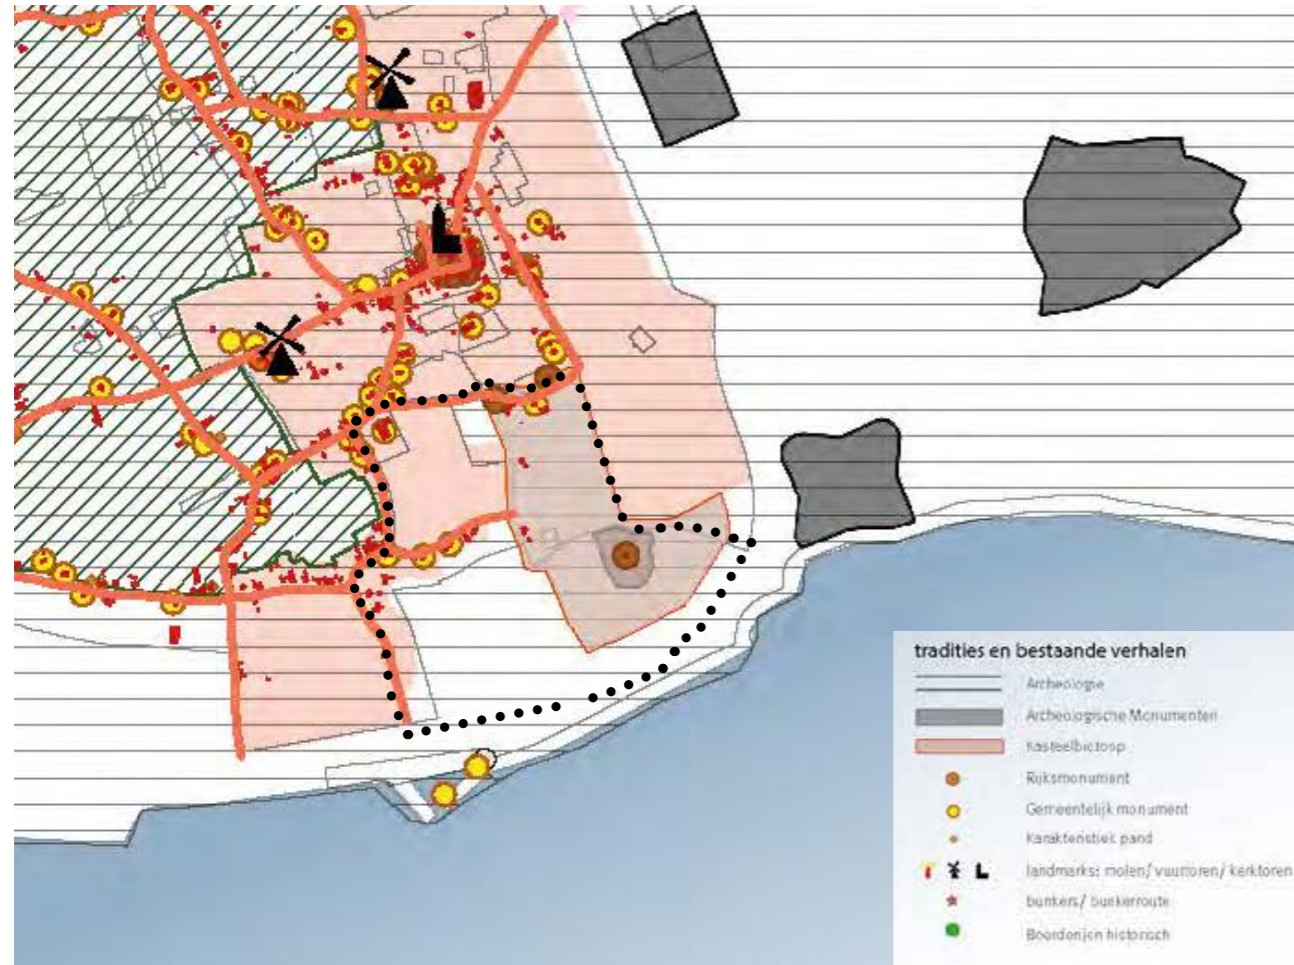 tradities en bestaande verhalen
Archeologie
Archeologische Monumenten
Kasteelbiotoop
Rijksmonument
Gemeentelijk monument
Karakteristiek pand
landmarks: molen/ vuurtoren/ kerktoren
bunkers/ bunkerroute
Boerderijen historisch